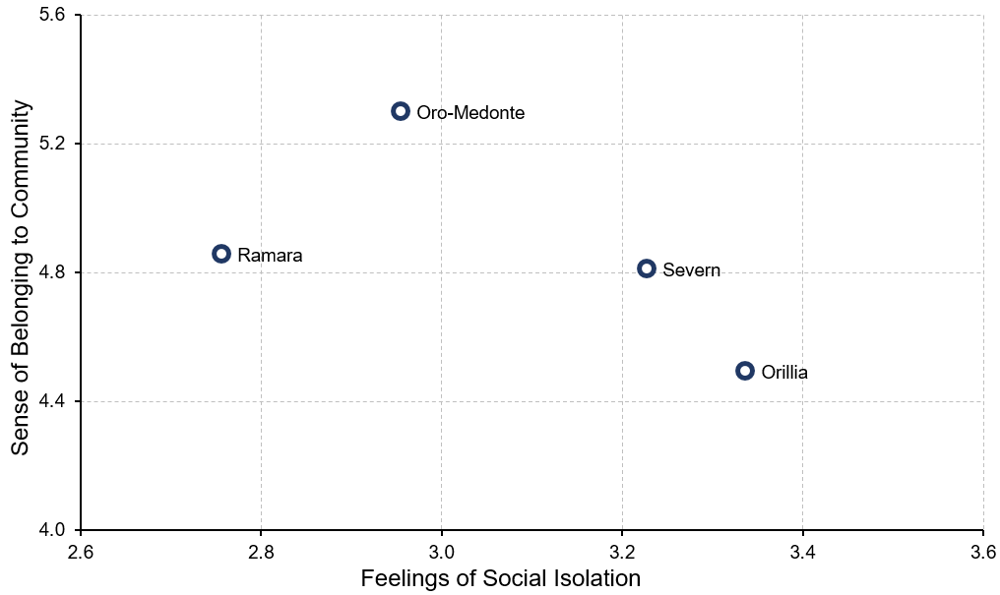 5.6
5.2
4.8
4.4
4.0
Sense of Belonging to Community
Oro-Medonte
Ramara
Severn
Orillia
2.6 2.8 3.0 3.2 3.4 3.6
Feelings of Social Isolation